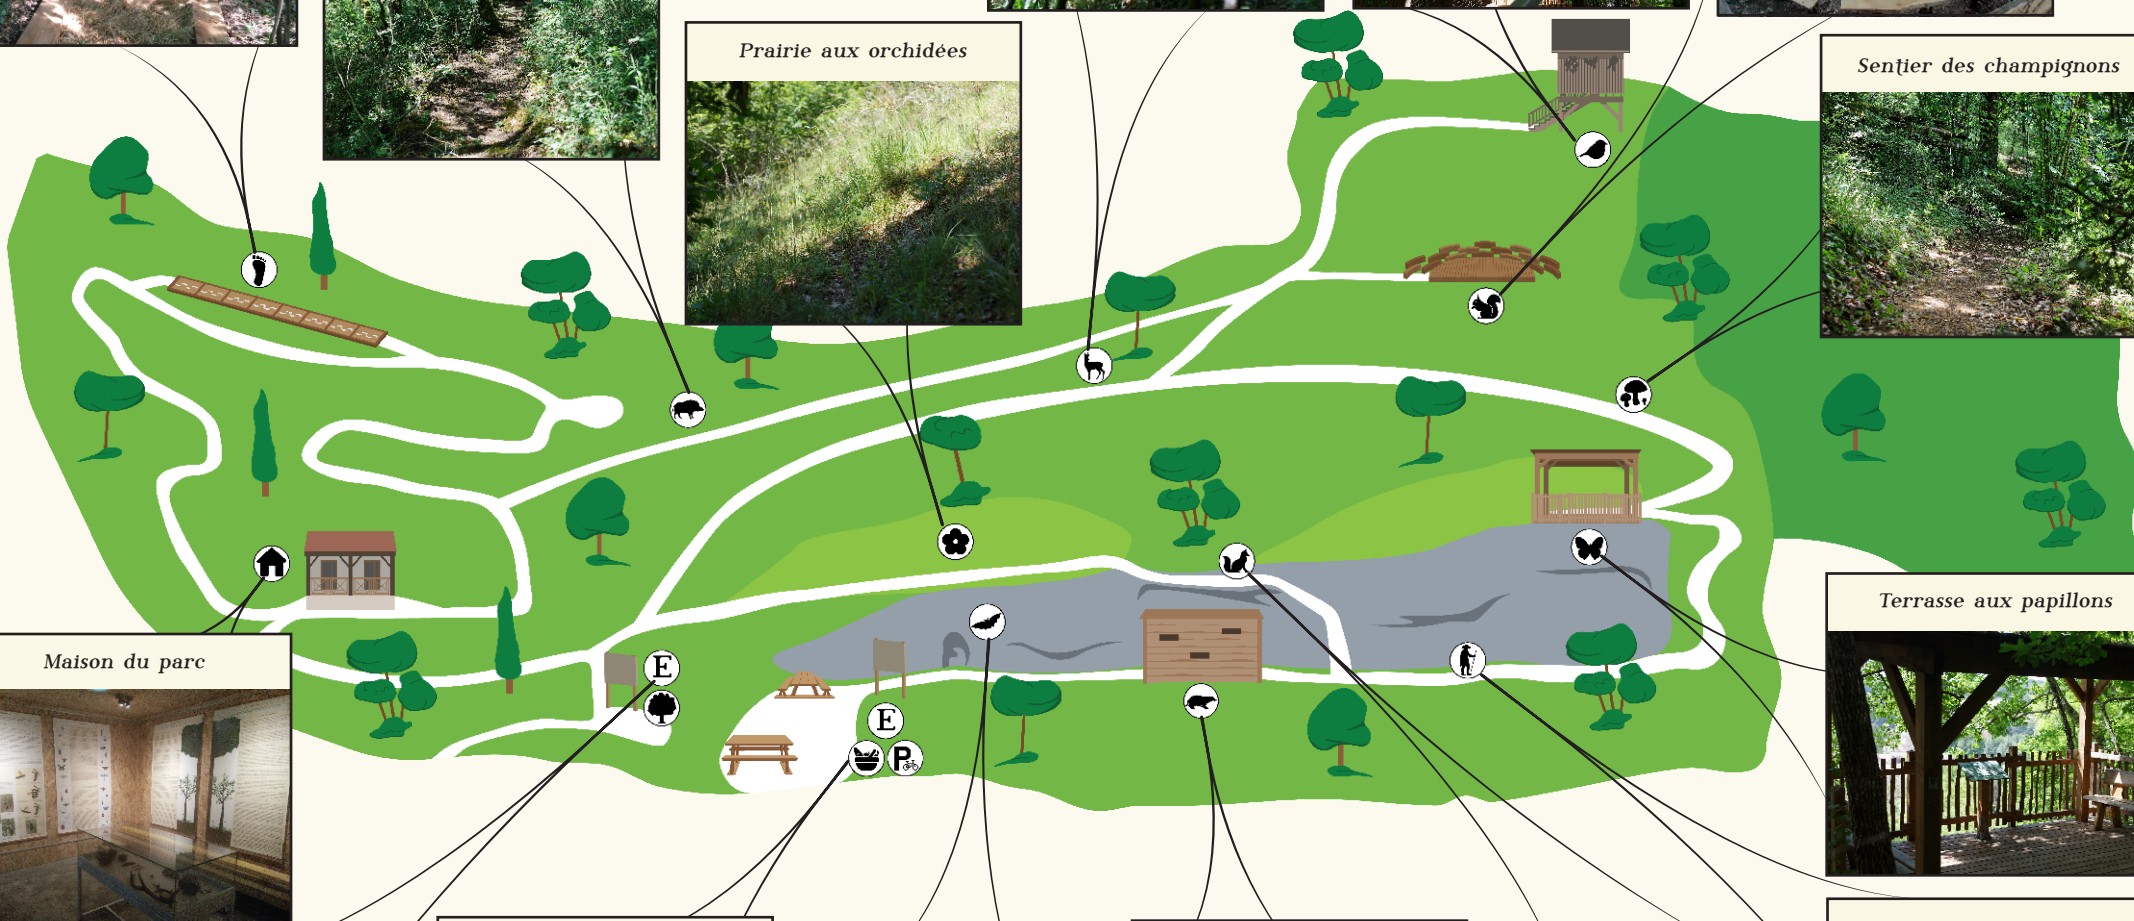 Prairie aux orchidées
Sentier des champignons
Maison du parc
E
E
P
Terrasse aux papillons